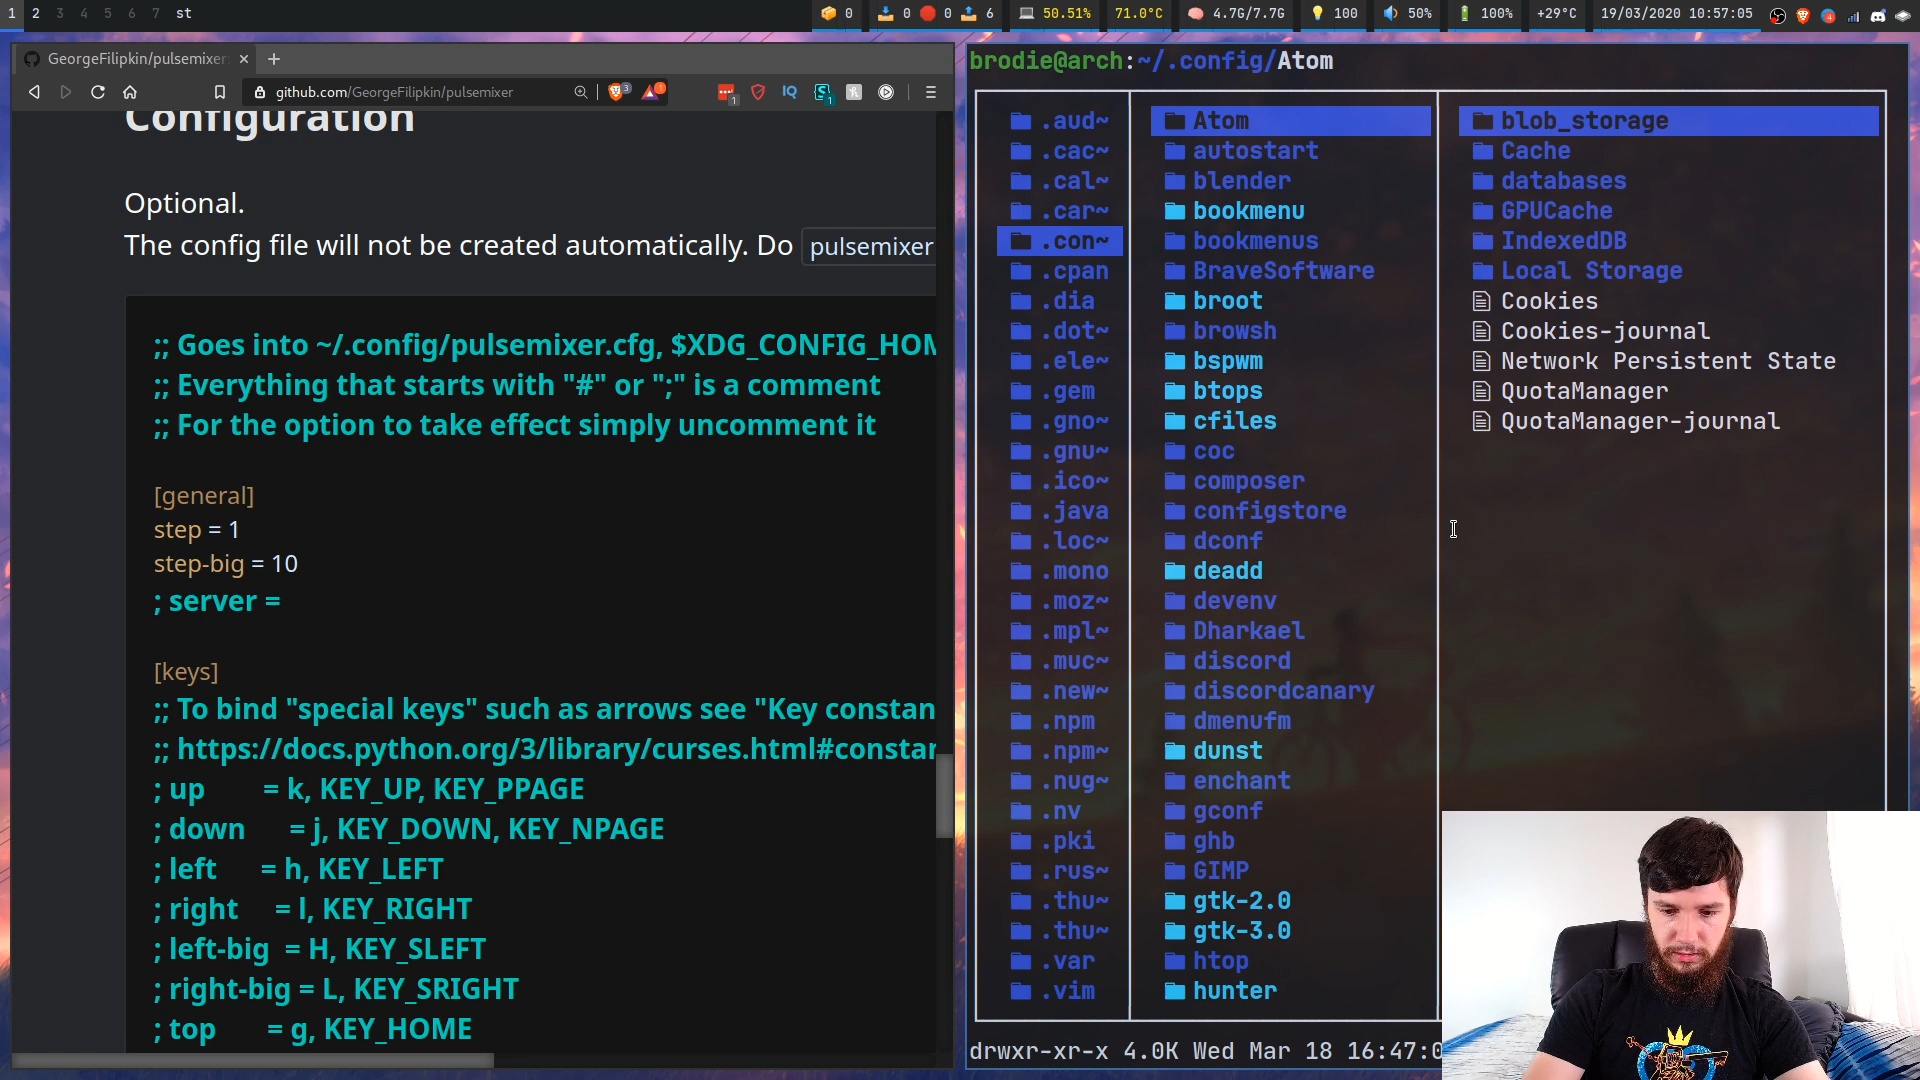 1 2 3 4 5 6 7 st
0 0 0 6 50.51% 71.0°C 4.7G/7.7G 100 50% 100% +29°C 19/03/2020 10:57:05
GeorgeFilipkin/pulsemixer
github.com/GeorgeFilipkin/pulsemixer
3 1 1 IQ 1
Configuration
Optional.
The config file will not be created automatically. Do pulsemixer
;; Goes into ~/.config/pulsemixer.cfg, $XDG_CONFIG_HOM
;; Everything that starts with "#" or ";" is a comment
;; For the option to take effect simply uncomment it
[general]
step = 1
step-big = 10
; server =
[keys]
;; To bind "special keys" such as arrows see "Key constan
;; https://docs.python.org/3/library/curses.html#constan
; up = k, KEY_UP, KEY_PPAGE
; down = j, KEY_DOWN, KEY_NPAGE
; left = h, KEY_LEFT
; right = l, KEY_RIGHT
; left-big = H, KEY_SLEFT
; right-big = L, KEY_SRIGHT
; top = g, KEY_HOME
brodie@arch:~/.config/Atom
.aud~
.cac~
.cal~
.car~
.con~
.cpan
.dia
.dot~
.ele~
.gem
.gno~
.gnu~
.ico~
.java
.loc~
.mono
.moz~
.mpl~
.muc~
.new~
.npm
.npm~
.nug~
.nv
.pki
.rus~
.thu~
.thu~
.var
.vim
Atom
autostart
blender
bookmenu
bookmenus
BraveSoftware
broot
browsh
bspwm
btops
cfiles
coc
composer
configstore
dconf
deadd
devenv
Dharkael
discord
discordcanary
dmenufm
dunst
enchant
gconf
ghb
GIMP
gtk-2.0
gtk-3.0
htop
hunter
blob_storage
Cache
databases
GPUCache
IndexedDB
Local Storage
Cookies
Cookies-journal
Network Persistent State
QuotaManager
QuotaManager-journal
drwxr-xr-x 4.0K Wed Mar 18 16:47:0